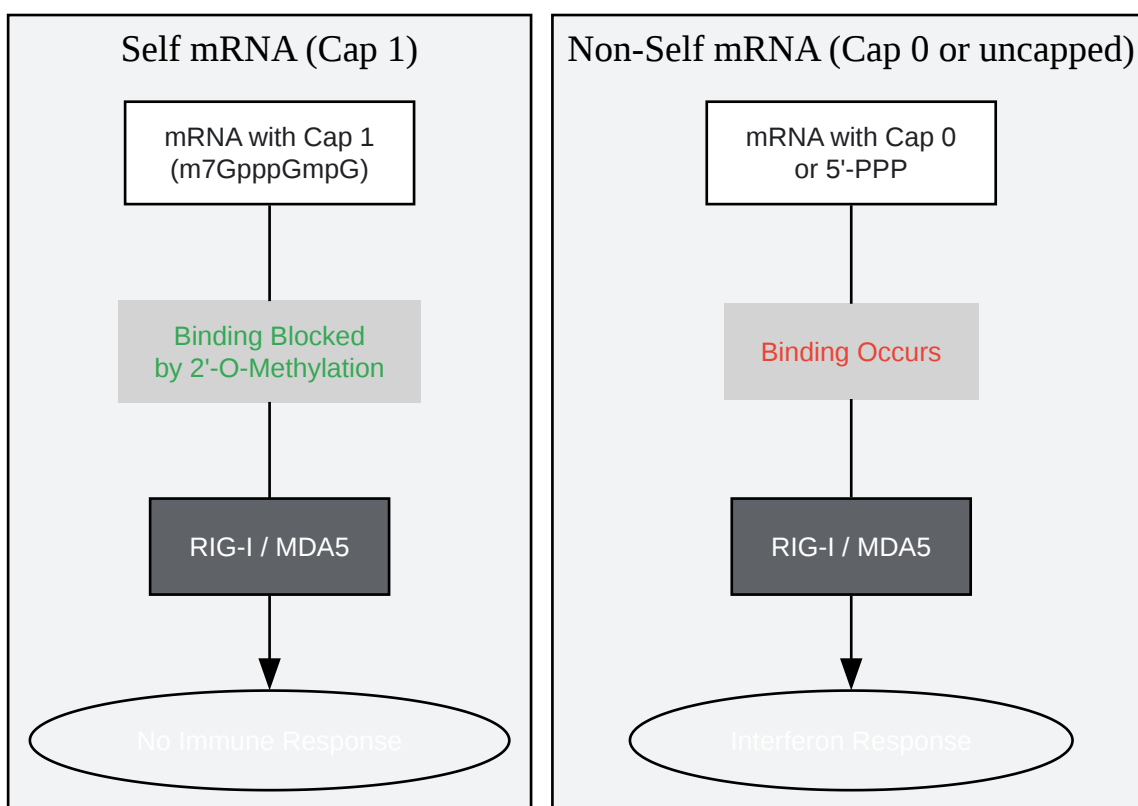 Self mRNA (Cap 1)
mRNA with Cap 1
(m7GpppGmpG)
Binding Blocked
by 2'-O-Methylation
RIG-I / MDA5
No Immune Response
Non-Self mRNA (Cap 0 or uncapped)
mRNA with Cap 0
or 5'-PPP
Binding Occurs
RIG-I / MDA5
Interferon Response